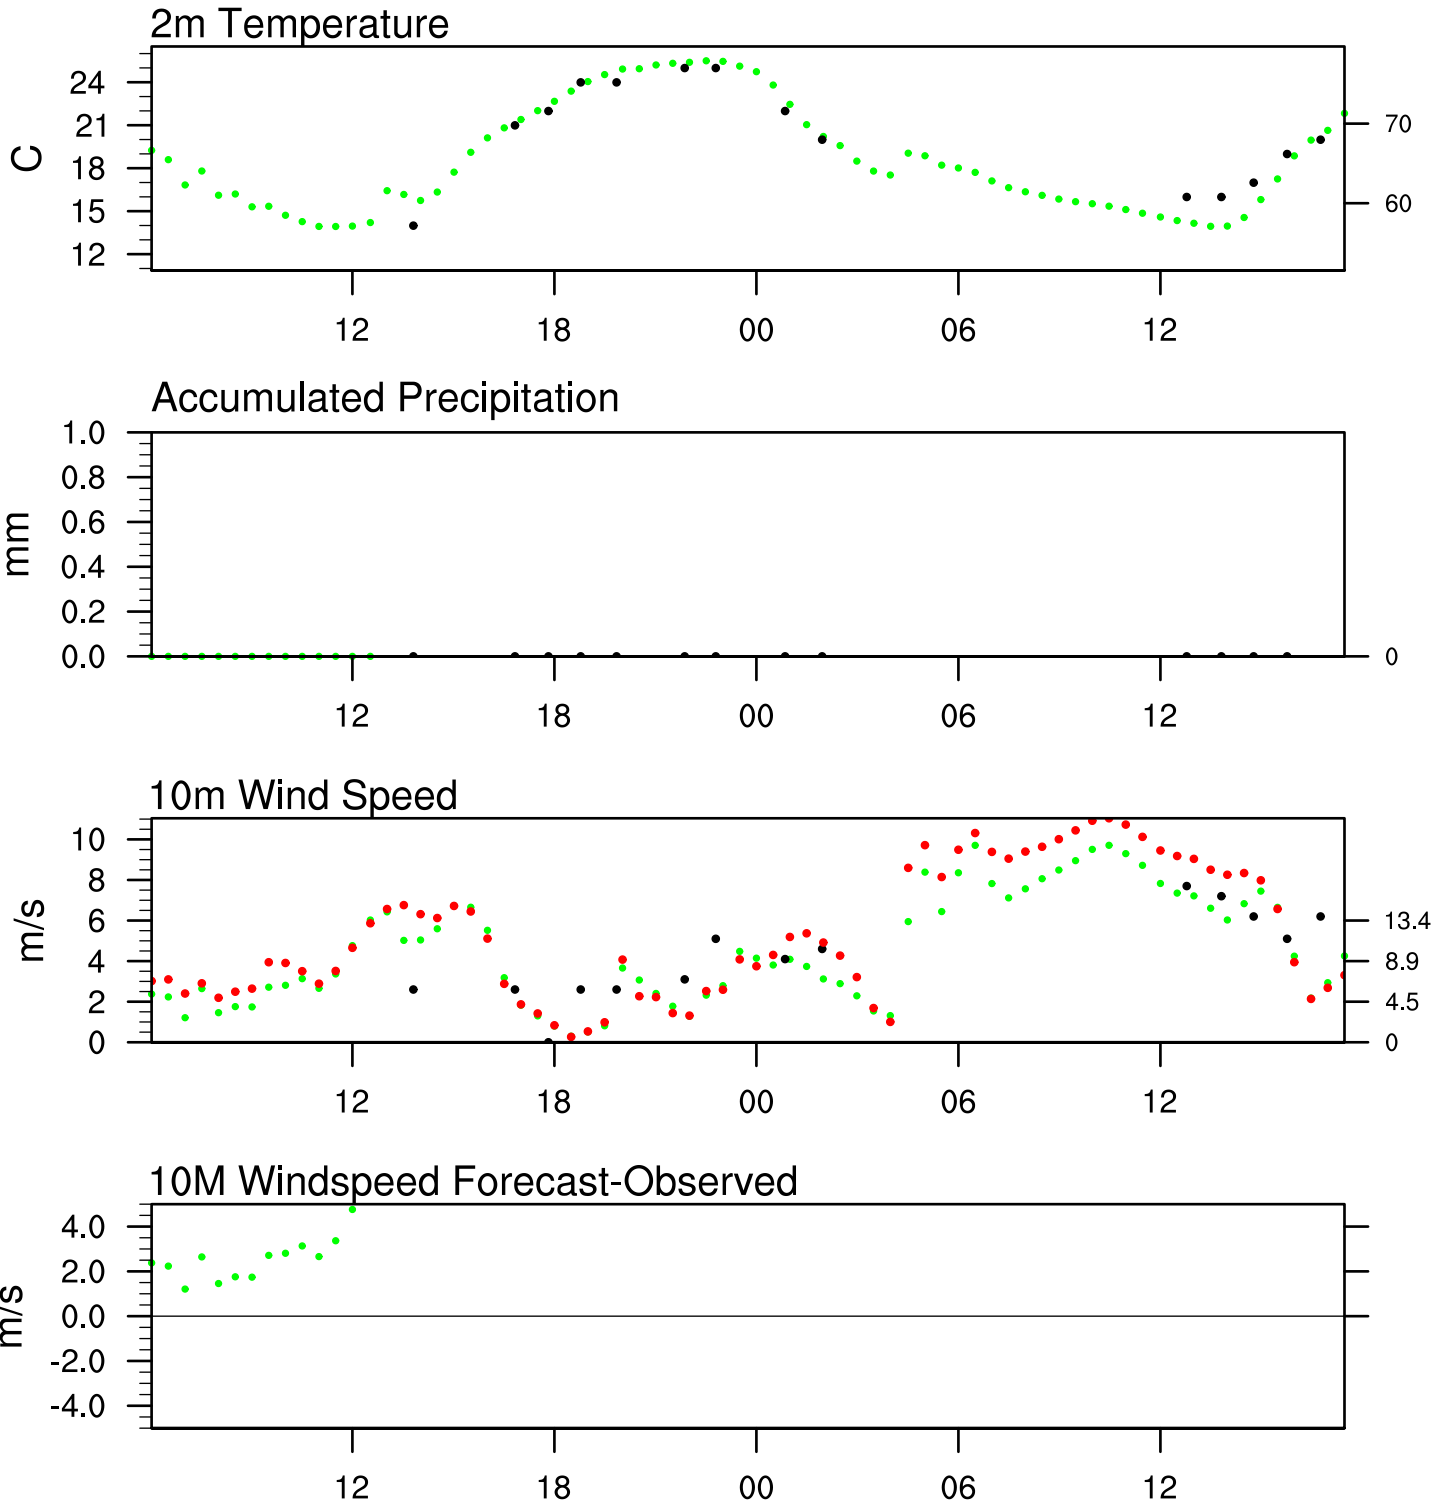 2m Temperature
24
21
18
15
12
C
70
60
12 18 00 06 12
Accumulated Precipitation
1.0
0.8
0.6
0.4
0.2
0.0
mm
0
12 18 00 06 12
10m Wind Speed
10
8
6
4
2
0
m/s
13.4
8.9
4.5
0
12 18 00 06 12
10M Windspeed Forecast-Observed
4.0
2.0
0.0
-2.0
-4.0
m/s
12 18 00 06 12